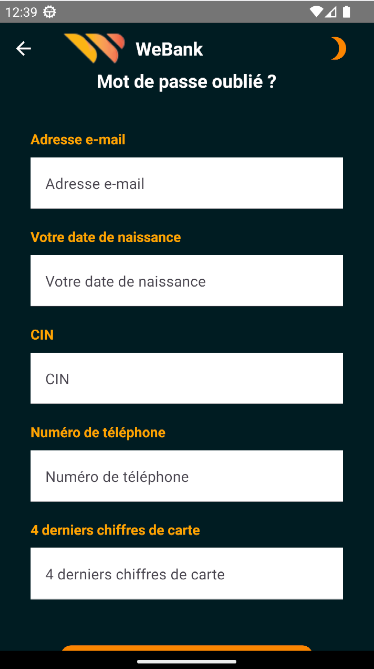 12:39
WeBank
Mot de passe oublié ?
Adresse e-mail
Adresse e-mail
Votre date de naissance
Votre date de naissance
CIN
CIN
Numéro de téléphone
Numéro de téléphone
4 derniers chiffres de carte
4 derniers chiffres de carte